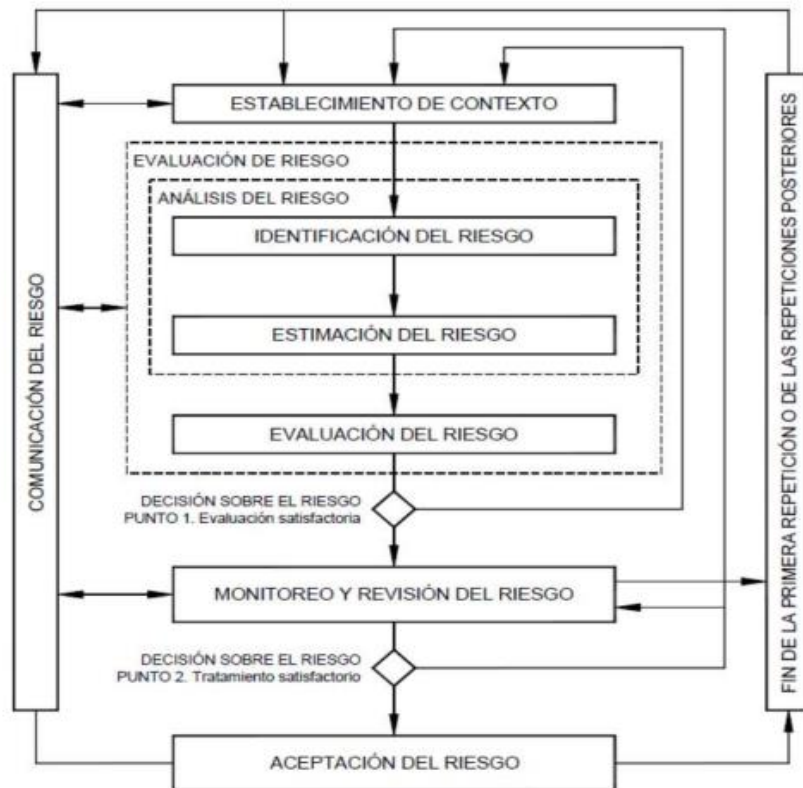 ESTABLECIMIENTO DE CONTEXTO
EVALUACIÓN DE RIESGO
ANÁLISIS DEL RIESGO
IDENTIFICACIÓN DEL RIESGO
ESTIMACIÓN DEL RIESGO
EVALUACIÓN DEL RIESGO
DECISIÓN SOBRE EL RIESGO
PUNTO 1. Evaluación satisfactoria
MONITOREO Y REVISIÓN DEL RIESGO
DECISIÓN SOBRE EL RIESGO
PUNTO 2. Tratamiento satisfactorio
ACEPTACIÓN DEL RIESGO
COMUNICACIÓN DEL RIESGO
FIN DE LA PRIMERA REPETICIÓN O DE LAS REPETICIONES POSTERIORES